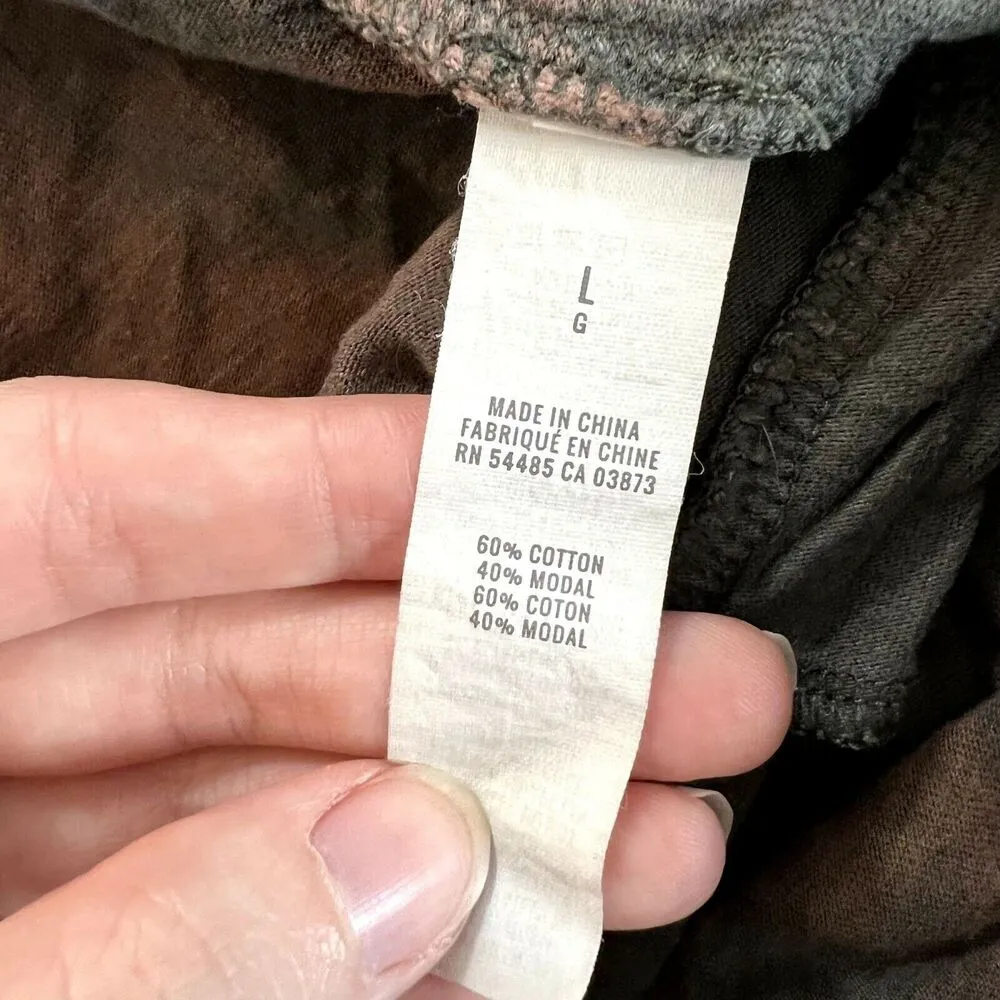 L
G
MADE IN CHINA
FABRIQUÉ EN CHINE
RN 54485 CA 03873
60% COTTON
40% MODAL
60% COTON
40% MODAL